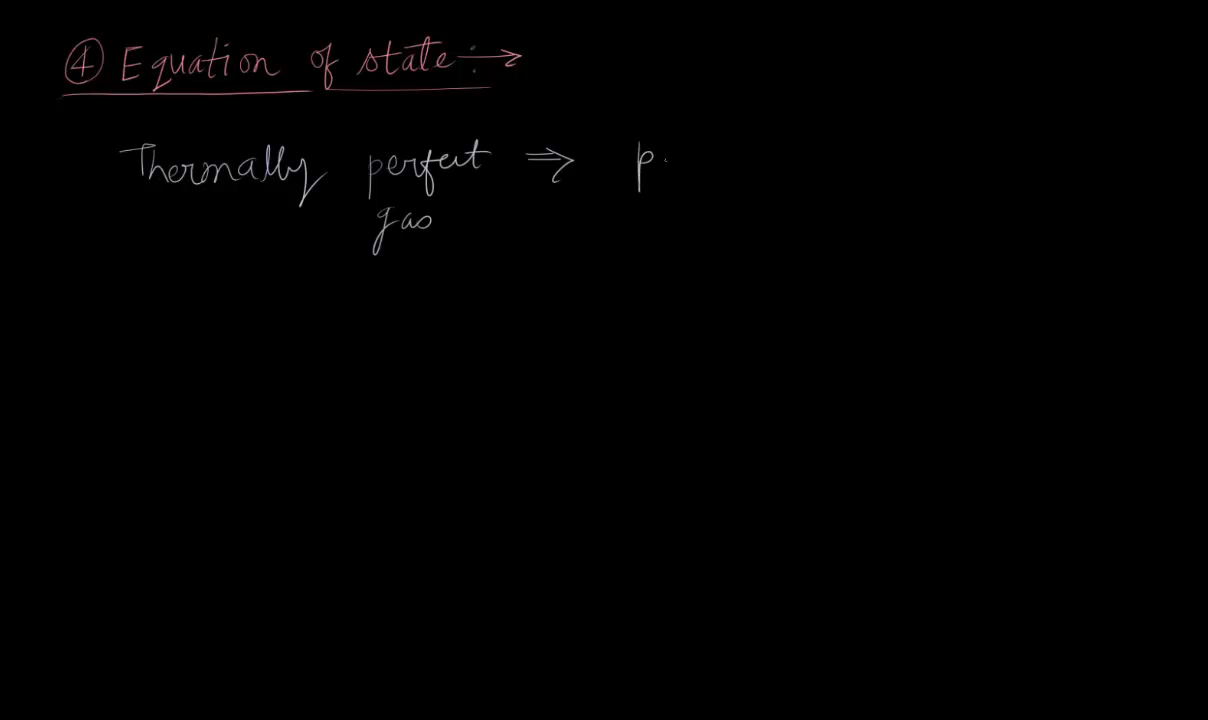 ④ Equation of state :→
Thermally perfect ⇒ p
gas